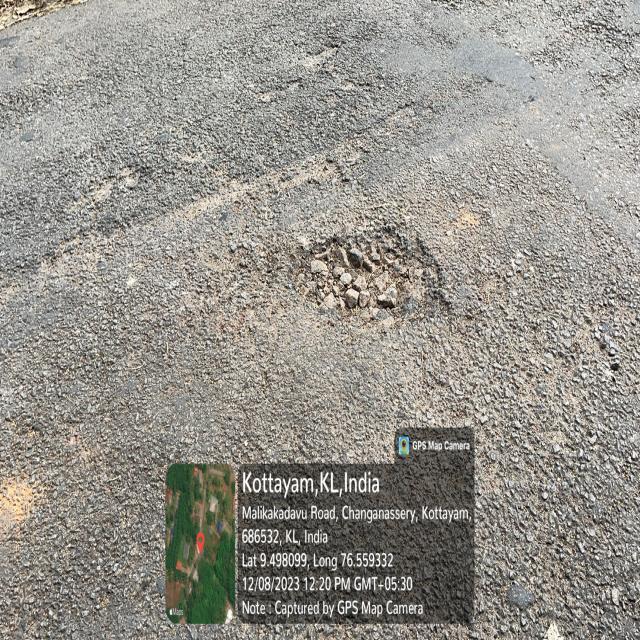 GPS Map Camera
Kottayam,KL,India
Malikakadavu Road, Changanassery, Kottayam,
686532, KL, India
Lat 9.498099, Long 76.559332
12/08/2023 12:20 PM GMT+05:30
Note : Captured by GPS Map Camera